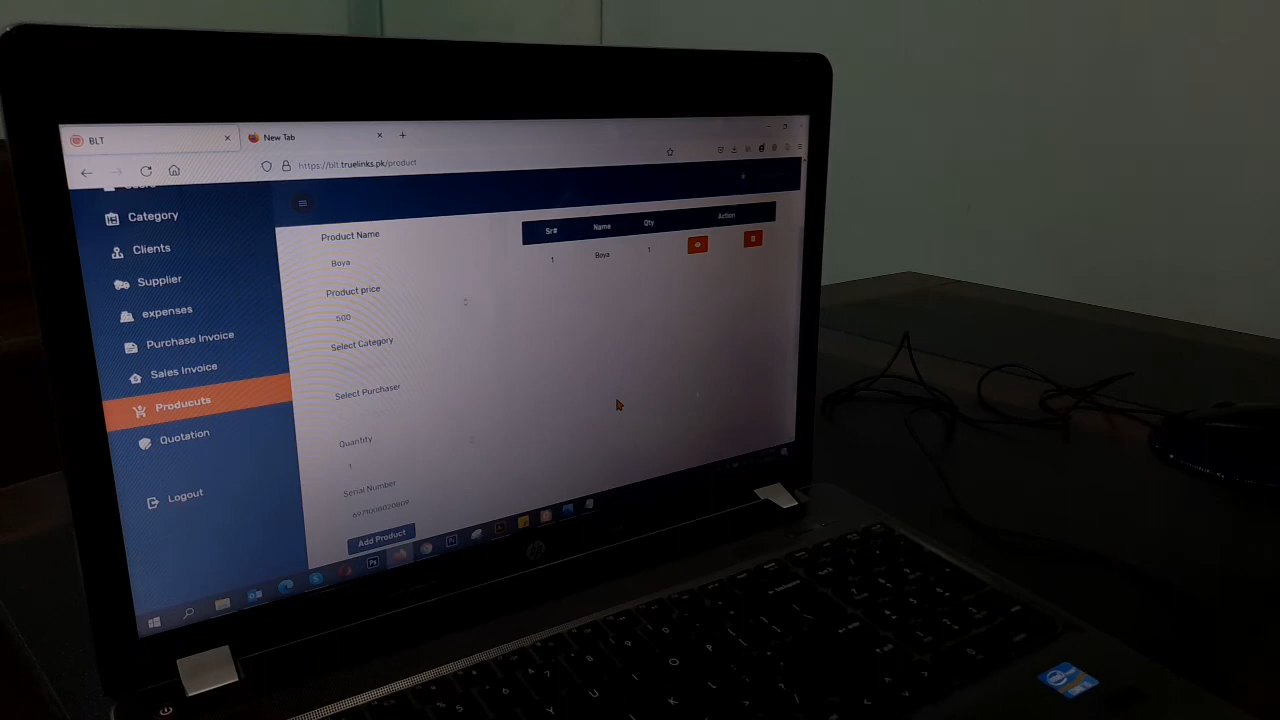 BLT
New Tab
https://blt.truelinks.pk/product
Category
Clients
Supplier
expenses
Purchase Invoice
Sales Invoice
Producuts
Quotation
Logout
Product Name
Boya
Product price
500
Select Category
Select Purchaser
Quantity
1
Serial Number
6971008020809
Add Product
Sr# Name Qty Action
1 Boya 1